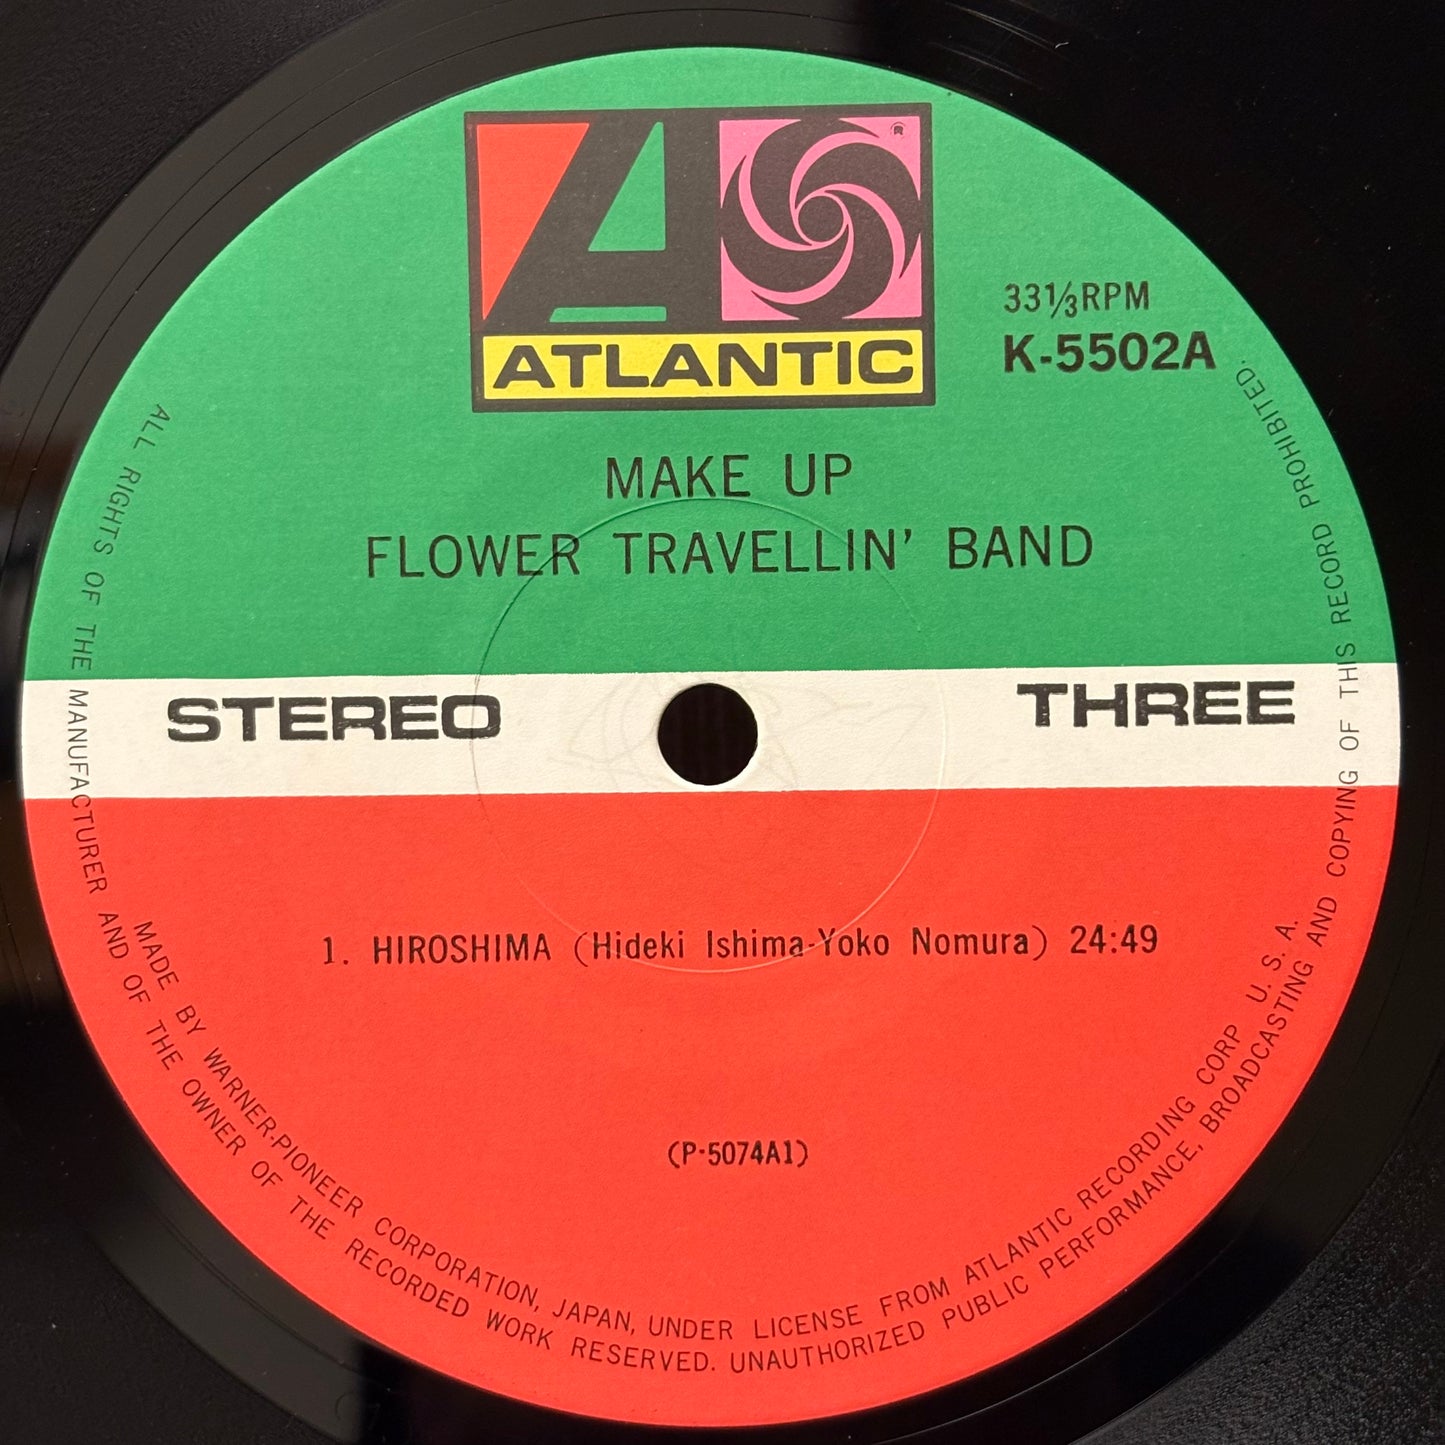 A
ATLANTIC
33⅓RPM
K-5502A
MAKE UP
FLOWER TRAVELLIN' BAND
STEREO
THREE
1. HIROSHIMA (Hideki Ishima-Yoko Nomura) 24:49
(P-5074A1)
MADE BY WARNER-PIONEER CORPORATION, JAPAN, UNDER LICENSE FROM ATLANTIC RECORDING CORP U. S. A.
ALL RIGHTS OF THE MANUFACTURER AND OF THE OWNER OF THE RECORDED WORK RESERVED. UNAUTHORIZED PUBLIC PERFORMANCE, BROADCASTING AND COPYING OF THIS RECORD PROHIBITED.